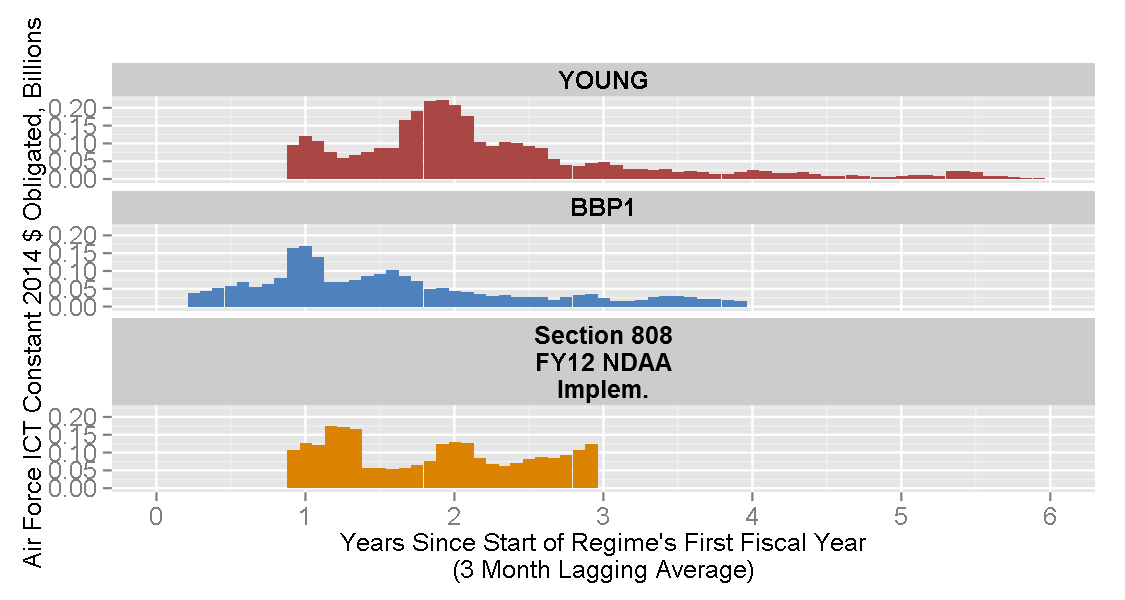 Air Force ICT Constant 2014 $ Obligated, Billions
YOUNG
0.20
0.15
0.10
0.05
0.00
BBP1
0.20
0.15
0.10
0.05
0.00
Section 808
FY12 NDAA
Implem.
0.20
0.15
0.10
0.05
0.00
0 1 2 3 4 5 6
Years Since Start of Regime's First Fiscal Year
(3 Month Lagging Average)